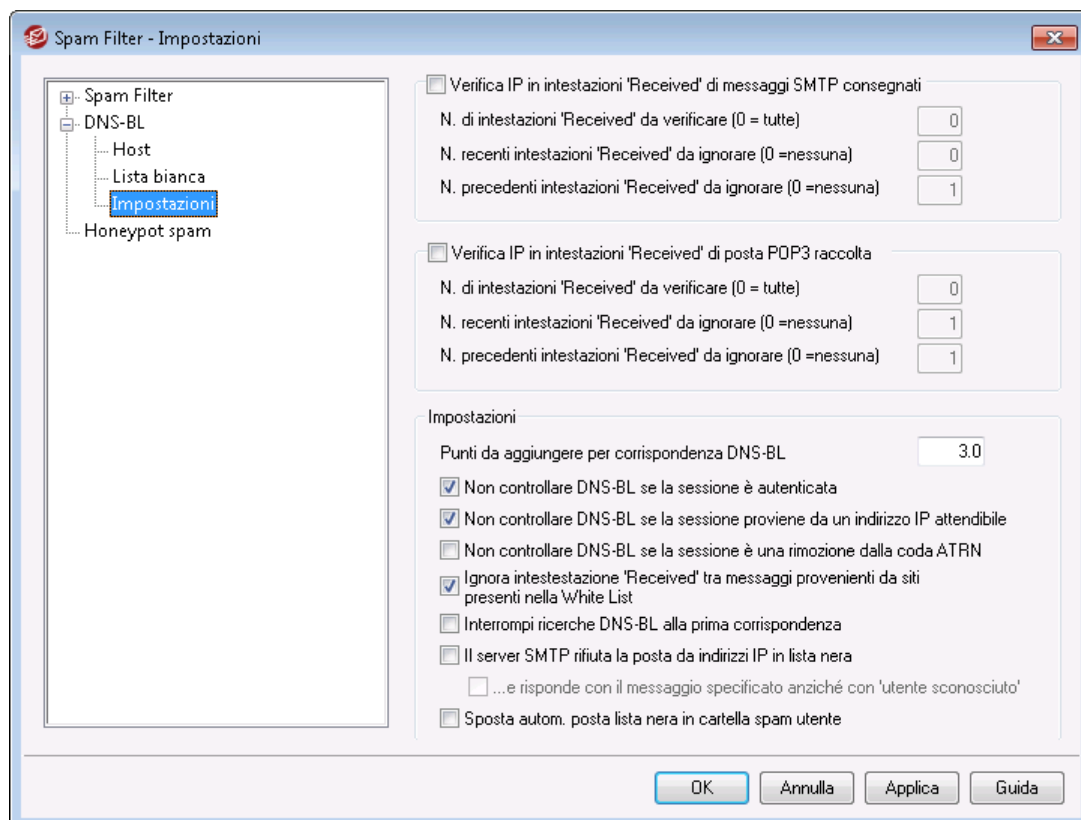 Spam Filter - Impostazioni
Spam Filter
DNS-BL
Host
Lista bianca
Impostazioni
Honeypot spam
Verifica IP in intestazioni 'Received' di messaggi SMTP consegnati
N. di intestazioni 'Received' da verificare (0 = tutte) 0
N. recenti intestazioni 'Received' da ignorare (0 =nessuna) 0
N. precedenti intestazioni 'Received' da ignorare (0 =nessuna) 1
Verifica IP in intestazioni 'Received' di posta POP3 raccolta
N. di intestazioni 'Received' da verificare (0 = tutte) 0
N. recenti intestazioni 'Received' da ignorare (0 =nessuna) 1
N. precedenti intestazioni 'Received' da ignorare (0 =nessuna) 1
Impostazioni
Punti da aggiungere per corrispondenza DNS-BL 3.0
Non controllare DNS-BL se la sessione è autenticata
Non controllare DNS-BL se la sessione proviene da un indirizzo IP attendibile
Non controllare DNS-BL se la sessione è una rimozione dalla coda ATRN
Ignora intestestazione 'Received' tra messaggi provenienti da siti
presenti nella White List
Interrompi ricerche DNS-BL alla prima corrispondenza
Il server SMTP rifiuta la posta da indirizzi IP in lista nera
...e risponde con il messaggio specificato anziché con 'utente sconosciuto'
Sposta autom. posta lista nera in cartella spam utente
OK Annulla Applica Guida